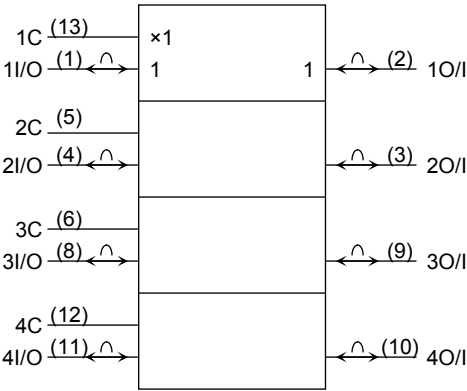 1C (13) ×1
1I/O (1) ∩ 1 1 ∩ (2) 1O/I
2C (5)
2I/O (4) ∩ ∩ (3) 2O/I
3C (6)
3I/O (8) ∩ ∩ (9) 3O/I
4C (12)
4I/O (11) ∩ ∩ (10) 4O/I